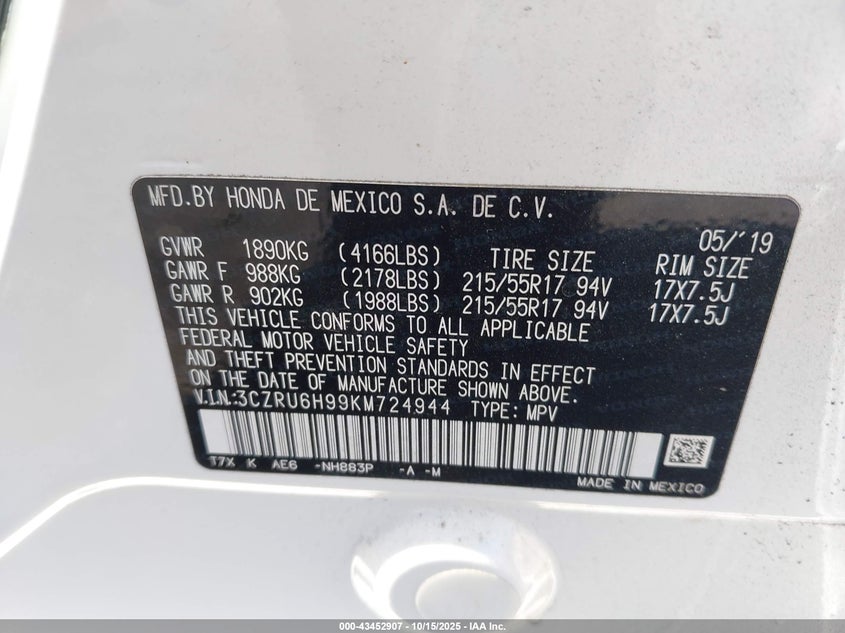 MFD.BY HONDA DE MEXICO S.A. DE C.V.
05/'19
GVWR 1890KG (4166LBS) TIRE SIZE RIM SIZE
GAWR F 988KG (2178LBS) 215/55R17 94V 17X7.5J
GAWR R 902KG (1988LBS) 215/55R17 94V 17X7.5J
THIS VEHICLE CONFORMS TO ALL APPLICABLE
FEDERAL MOTOR VEHICLE SAFETY
AND THEFT PREVENTION STANDARDS IN EFFECT
ON THE DATE OF MANUFACTURE SHOWN ABOVE.
V.I.N:3CZRU6H99KM724944 TYPE: MPV
T7X K AE6 -NH883P -A -M
MADE IN MEXICO
000-43452907 - 10/15/2025 - IAA Inc.